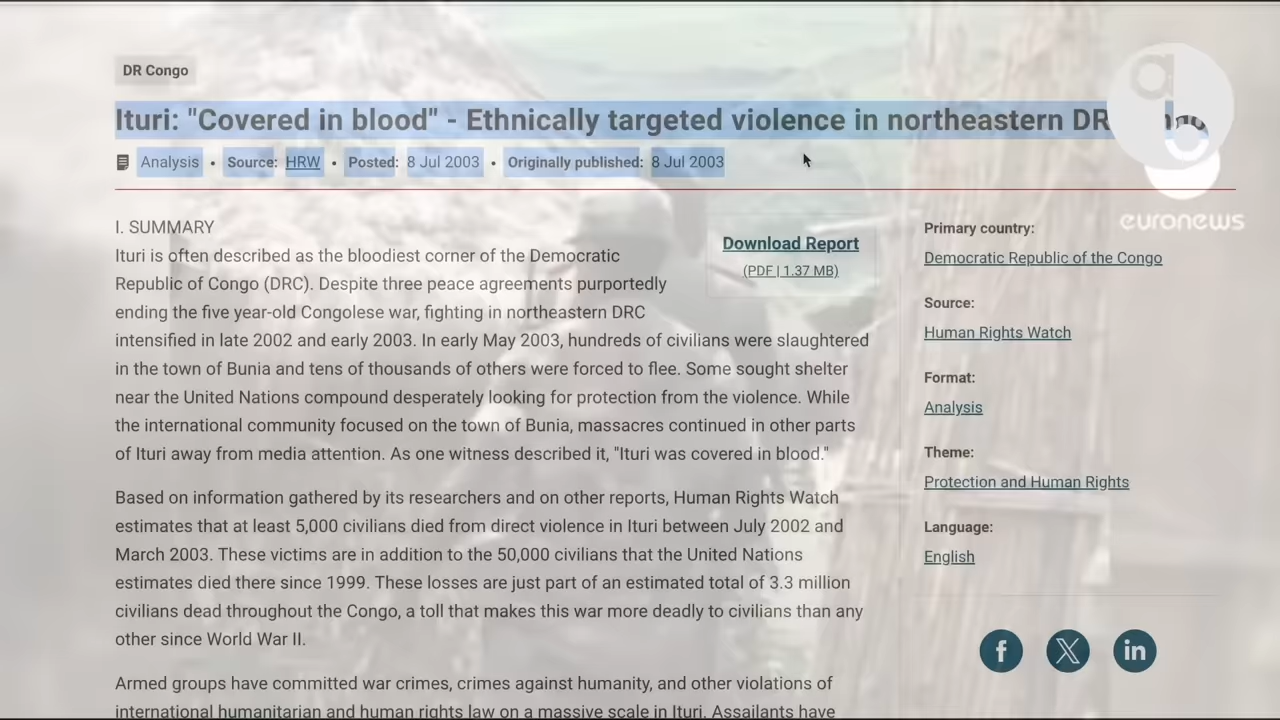 DR Congo
Ituri: "Covered in blood" - Ethnically targeted violence in northeastern DR
Analysis • Source: HRW • Posted: 8 Jul 2003 • Originally published: 8 Jul 2003
euronews
I. SUMMARY
Ituri is often described as the bloodiest corner of the Democratic
Republic of Congo (DRC). Despite three peace agreements purportedly
ending the five year-old Congolese war, fighting in northeastern DRC
intensified in late 2002 and early 2003. In early May 2003, hundreds of civilians were slaughtered
in the town of Bunia and tens of thousands of others were forced to flee. Some sought shelter
near the United Nations compound desperately looking for protection from the violence. While
the international community focused on the town of Bunia, massacres continued in other parts
of Ituri away from media attention. As one witness described it, "Ituri was covered in blood."
Based on information gathered by its researchers and on other reports, Human Rights Watch
estimates that at least 5,000 civilians died from direct violence in Ituri between July 2002 and
March 2003. These victims are in addition to the 50,000 civilians that the United Nations
estimates died there since 1999. These losses are just part of an estimated total of 3.3 million
civilians dead throughout the Congo, a toll that makes this war more deadly to civilians than any
other since World War II.
Armed groups have committed war crimes, crimes against humanity, and other violations of
international humanitarian and human rights law on a massive scale in Ituri. Assailants have
Download Report
(PDF | 1.37 MB)
Primary country:
Democratic Republic of the Congo
Source:
Human Rights Watch
Format:
Analysis
Theme:
Protection and Human Rights
Language:
English
f X in